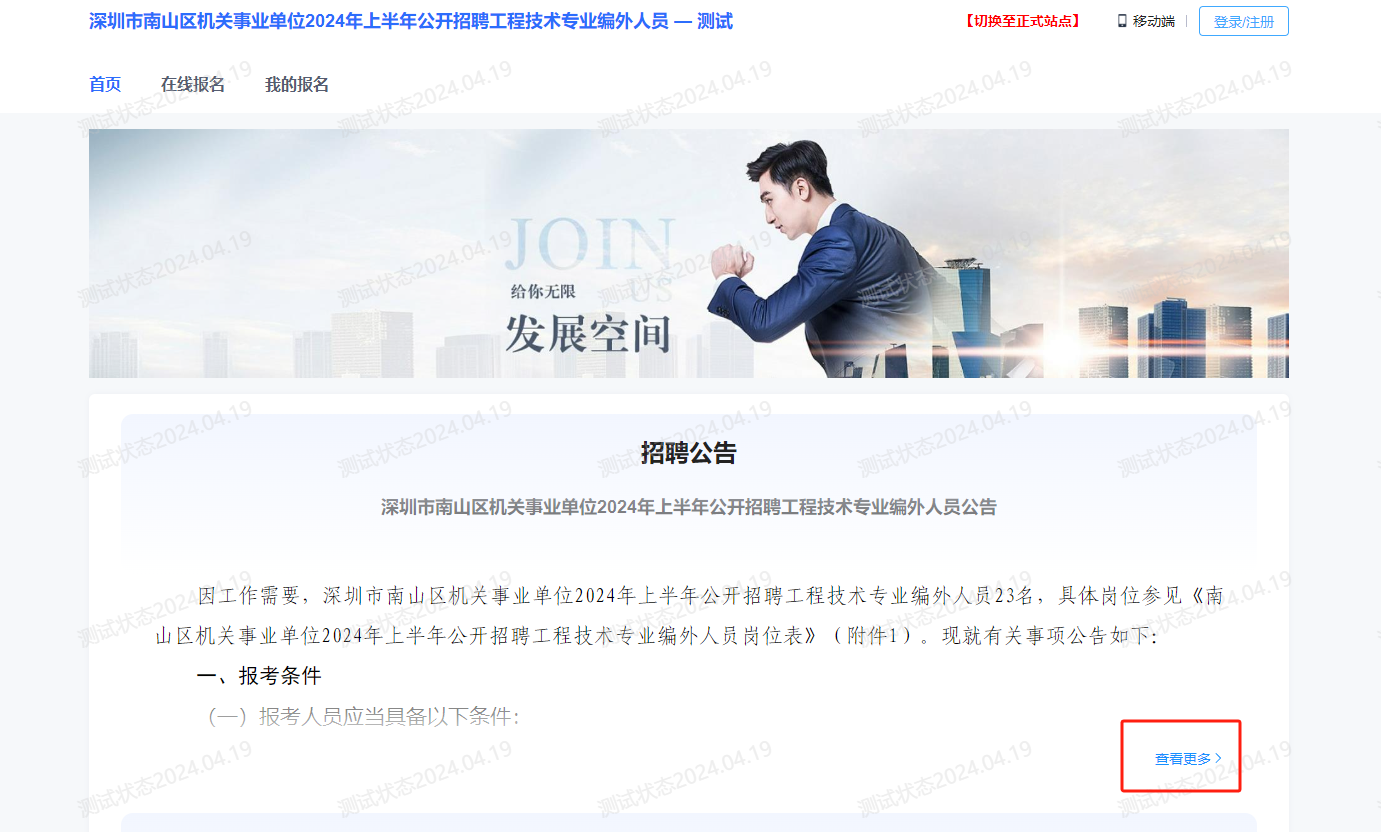 深圳市南山区机关事业单位2024年上半年公开招聘工程技术专业编外人员 — 测试
【切换至正式站点】
移动端
登录/注册
首页
在线报名
我的报名
JOIN
US
给你无限
发展空间
招聘公告
深圳市南山区机关事业单位2024年上半年公开招聘工程技术专业编外人员公告
因工作需要，深圳市南山区机关事业单位2024年上半年公开招聘工程技术专业编外人员23名，具体岗位参见《南
山区机关事业单位2024年上半年公开招聘工程技术专业编外人员岗位表》（附件1）。现就有关事项公告如下：
一、报考条件
（一）报考人员应当具备以下条件：
查看更多
测试状态2024.04.19